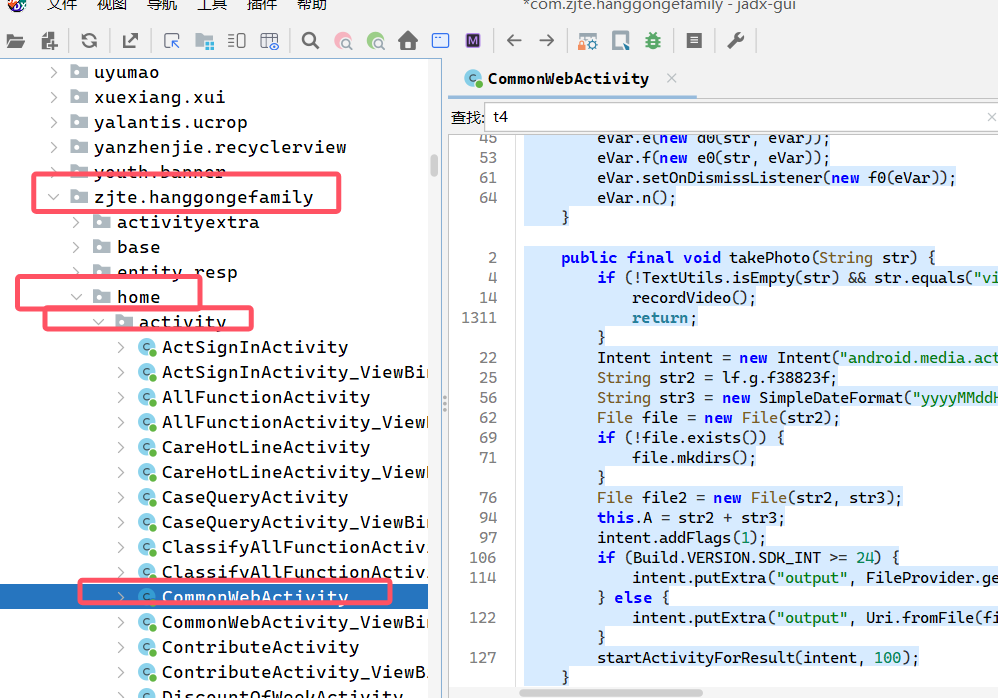 文件 视图 导航 工具 插件 帮助
*com.zjte.hanggongefamily - jadx-gui
uyumao
xuexiang.xui
yalantis.ucrop
yanzhenjie.recyclerview
youth.banner
zjte.hanggongefamily
activityextra
base
entity.resp
home
activity
ActSignInActivity
ActSignInActivity_ViewBin
AllFunctionActivity
AllFunctionActivity_View
CareHotLineActivity
CareHotLineActivity_View
CaseQueryActivity
CaseQueryActivity_ViewBin
ClassifyAllFunctionActiv
ClassifyAllFunctionActiv
CommonWebActivity
CommonWebActivity_ViewBin
ContributeActivity
ContributeActivity_ViewB
DiscountOfWeekActivity
CommonWebActivity
查找: t4
45 eVar.e(new d0(str, eVar));
53 eVar.f(new e0(str, eVar));
61 eVar.setOnDismissListener(new f0(eVar));
64 eVar.n();
}
2 public final void takePhoto(String str) {
4 if (!TextUtils.isEmpty(str) && str.equals("vi
14 recordVideo();
1311 return;
}
22 Intent intent = new Intent("android.media.act
25 String str2 = lf.g.f38823f;
56 String str3 = new SimpleDateFormat("yyyyMMddH
62 File file = new File(str2);
69 if (!file.exists()) {
71 file.mkdirs();
}
76 File file2 = new File(str2, str3);
94 this.A = str2 + str3;
97 intent.addFlags(1);
106 if (Build.VERSION.SDK_INT >= 24) {
114 intent.putExtra("output", FileProvider.ge
} else {
122 intent.putExtra("output", Uri.fromFile(fi
}
127 startActivityForResult(intent, 100);
}